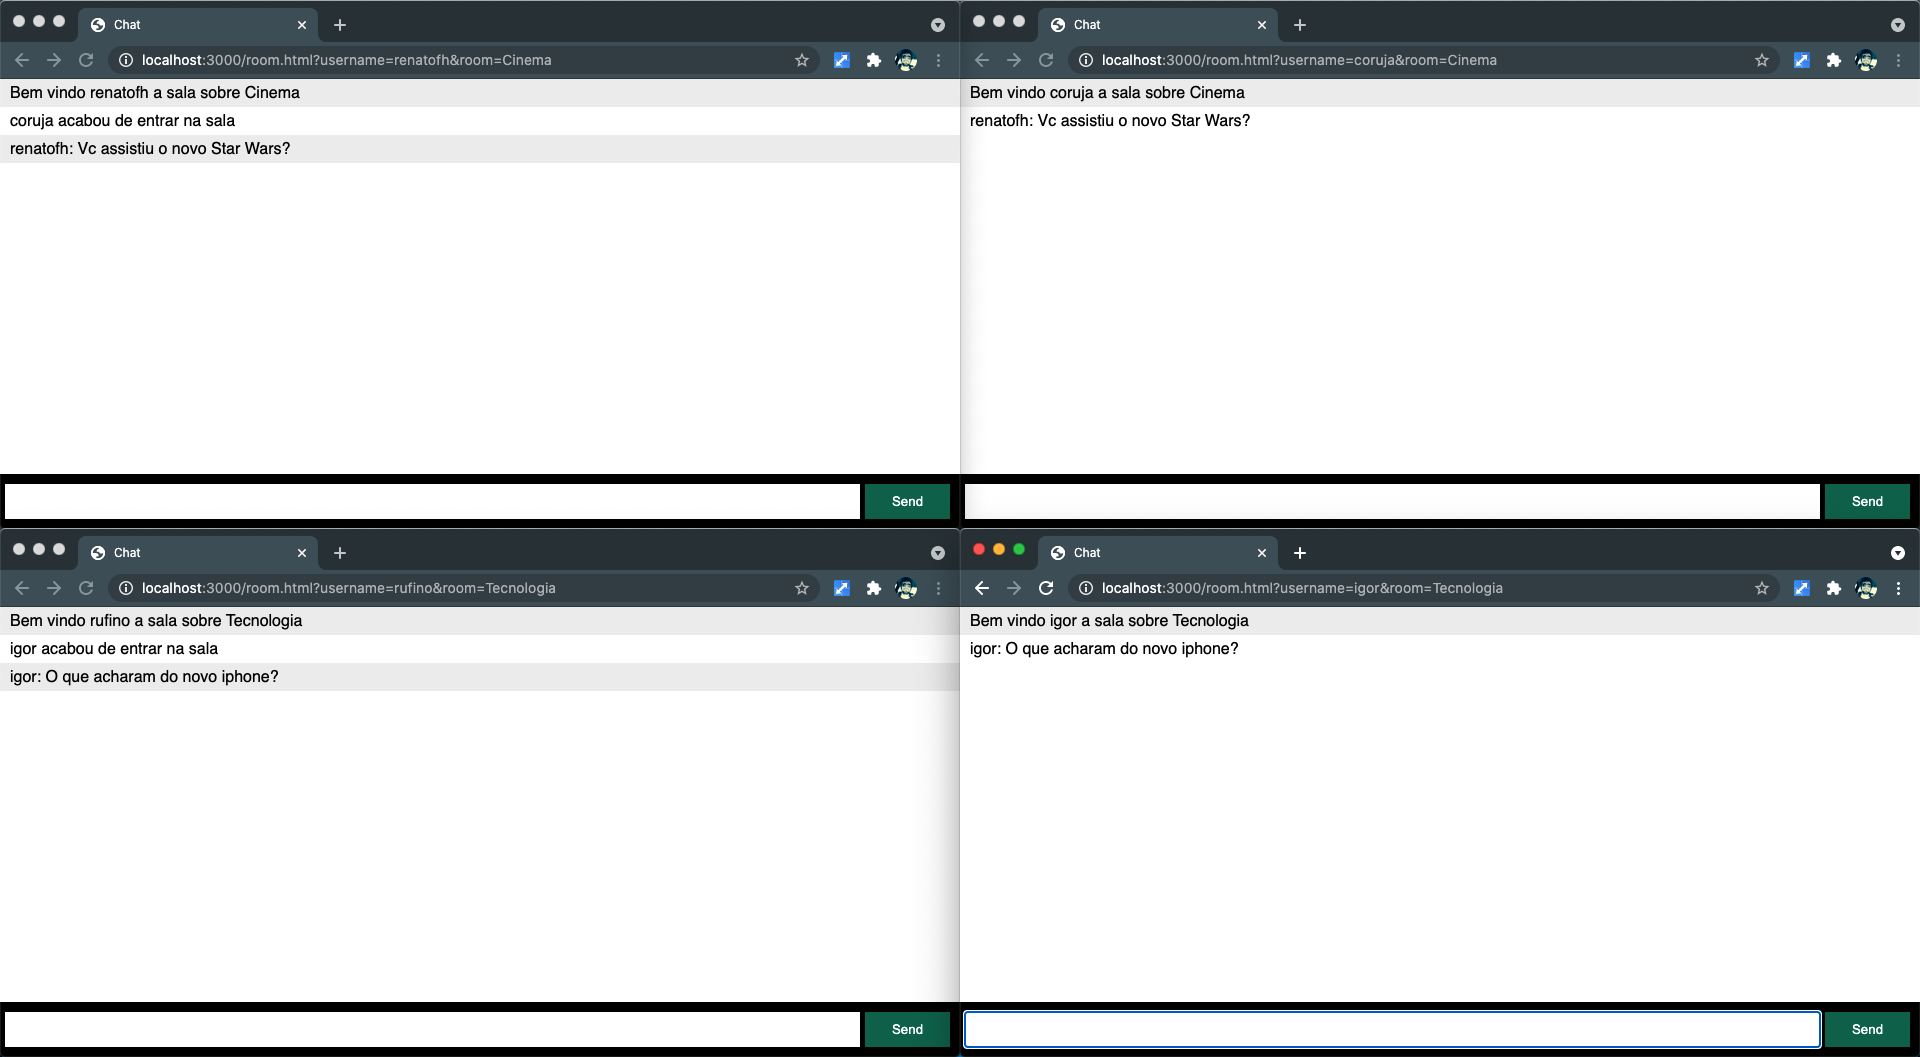 Chat
localhost:3000/room.html?username=renatofh&room=Cinema
Bem vindo renatofh a sala sobre Cinema
coruja acabou de entrar na sala
renatofh: Vc assistiu o novo Star Wars?
Send
Chat
localhost:3000/room.html?username=coruja&room=Cinema
Bem vindo coruja a sala sobre Cinema
renatofh: Vc assistiu o novo Star Wars?
Send
Chat
localhost:3000/room.html?username=rufino&room=Tecnologia
Bem vindo rufino a sala sobre Tecnologia
igor acabou de entrar na sala
igor: O que acharam do novo iphone?
Send
Chat
localhost:3000/room.html?username=igor&room=Tecnologia
Bem vindo igor a sala sobre Tecnologia
igor: O que acharam do novo iphone?
Send